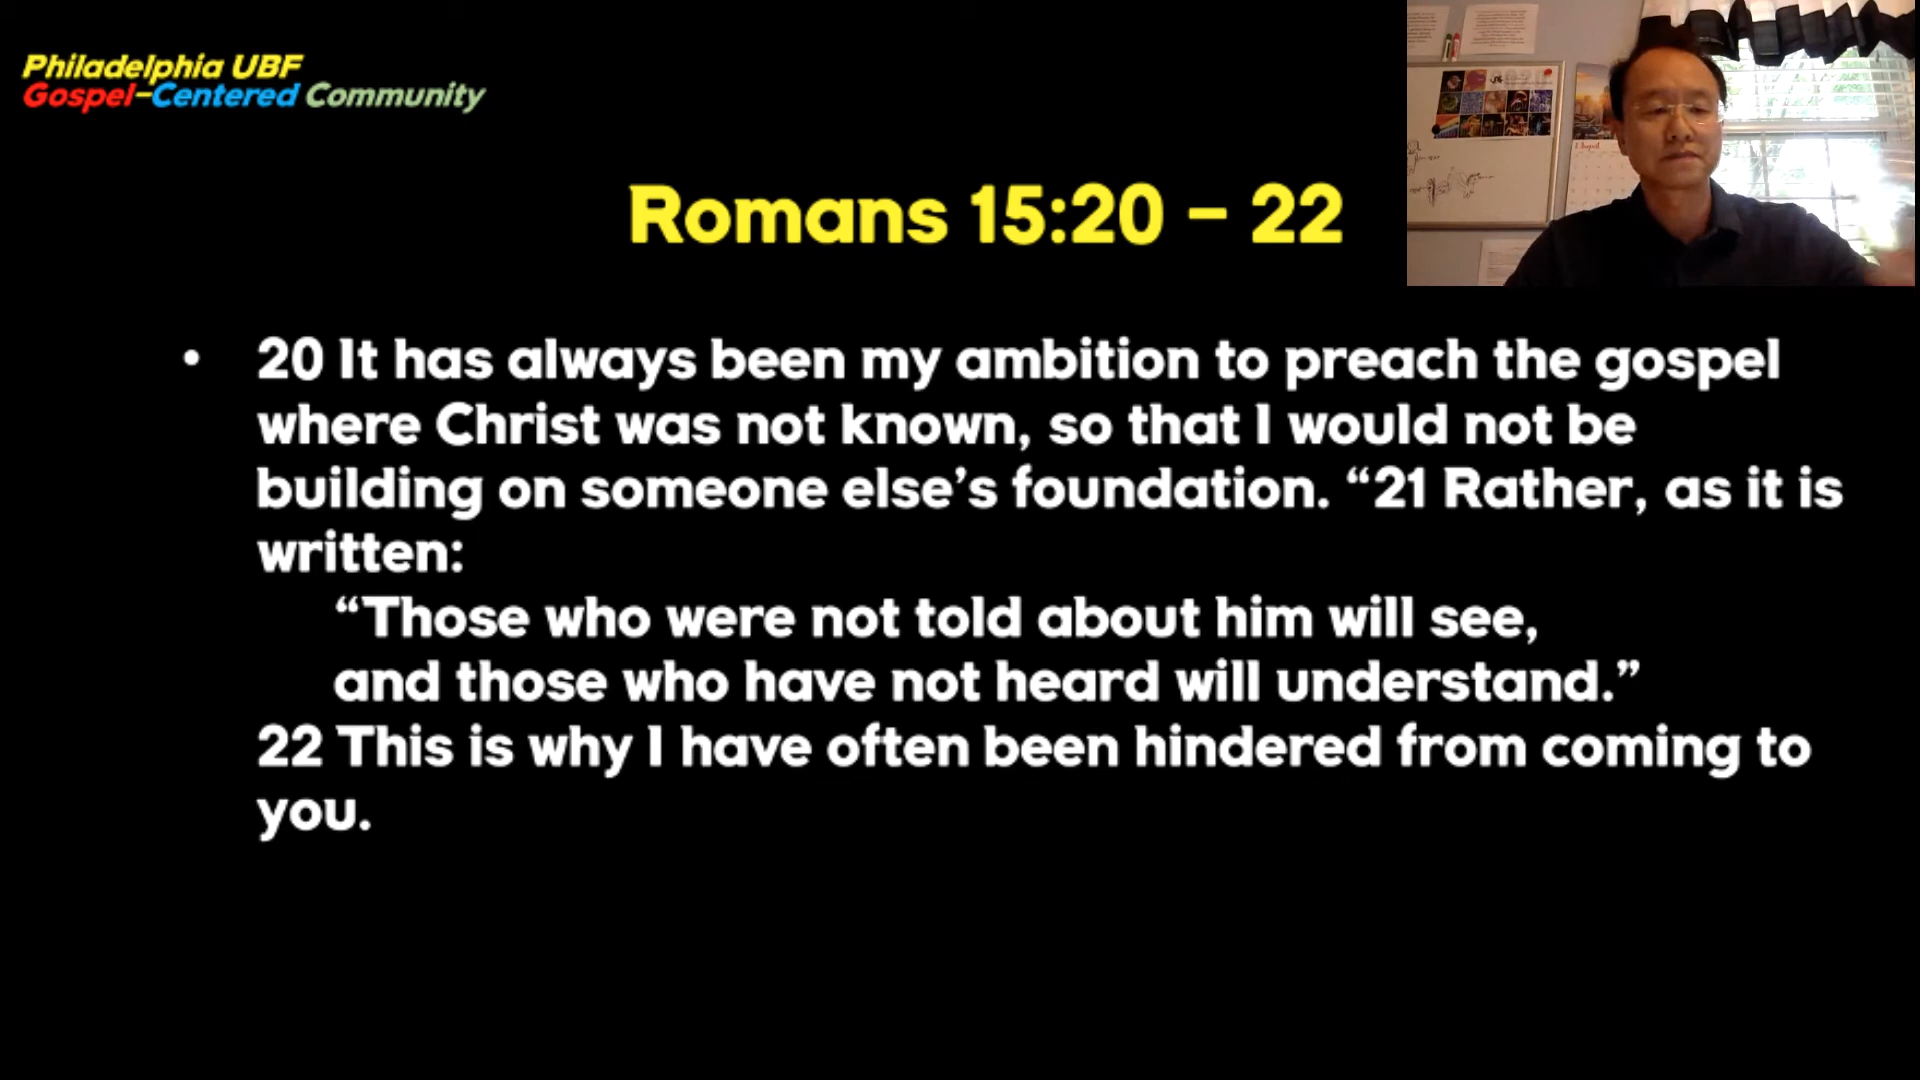 Philadelphia UBF
Gospel-Centered Community
Romans 15:20 – 22
• 20 It has always been my ambition to preach the gospel
where Christ was not known, so that I would not be
building on someone else’s foundation. “21 Rather, as it is
written:
“Those who were not told about him will see,
and those who have not heard will understand.”
22 This is why I have often been hindered from coming to
you.